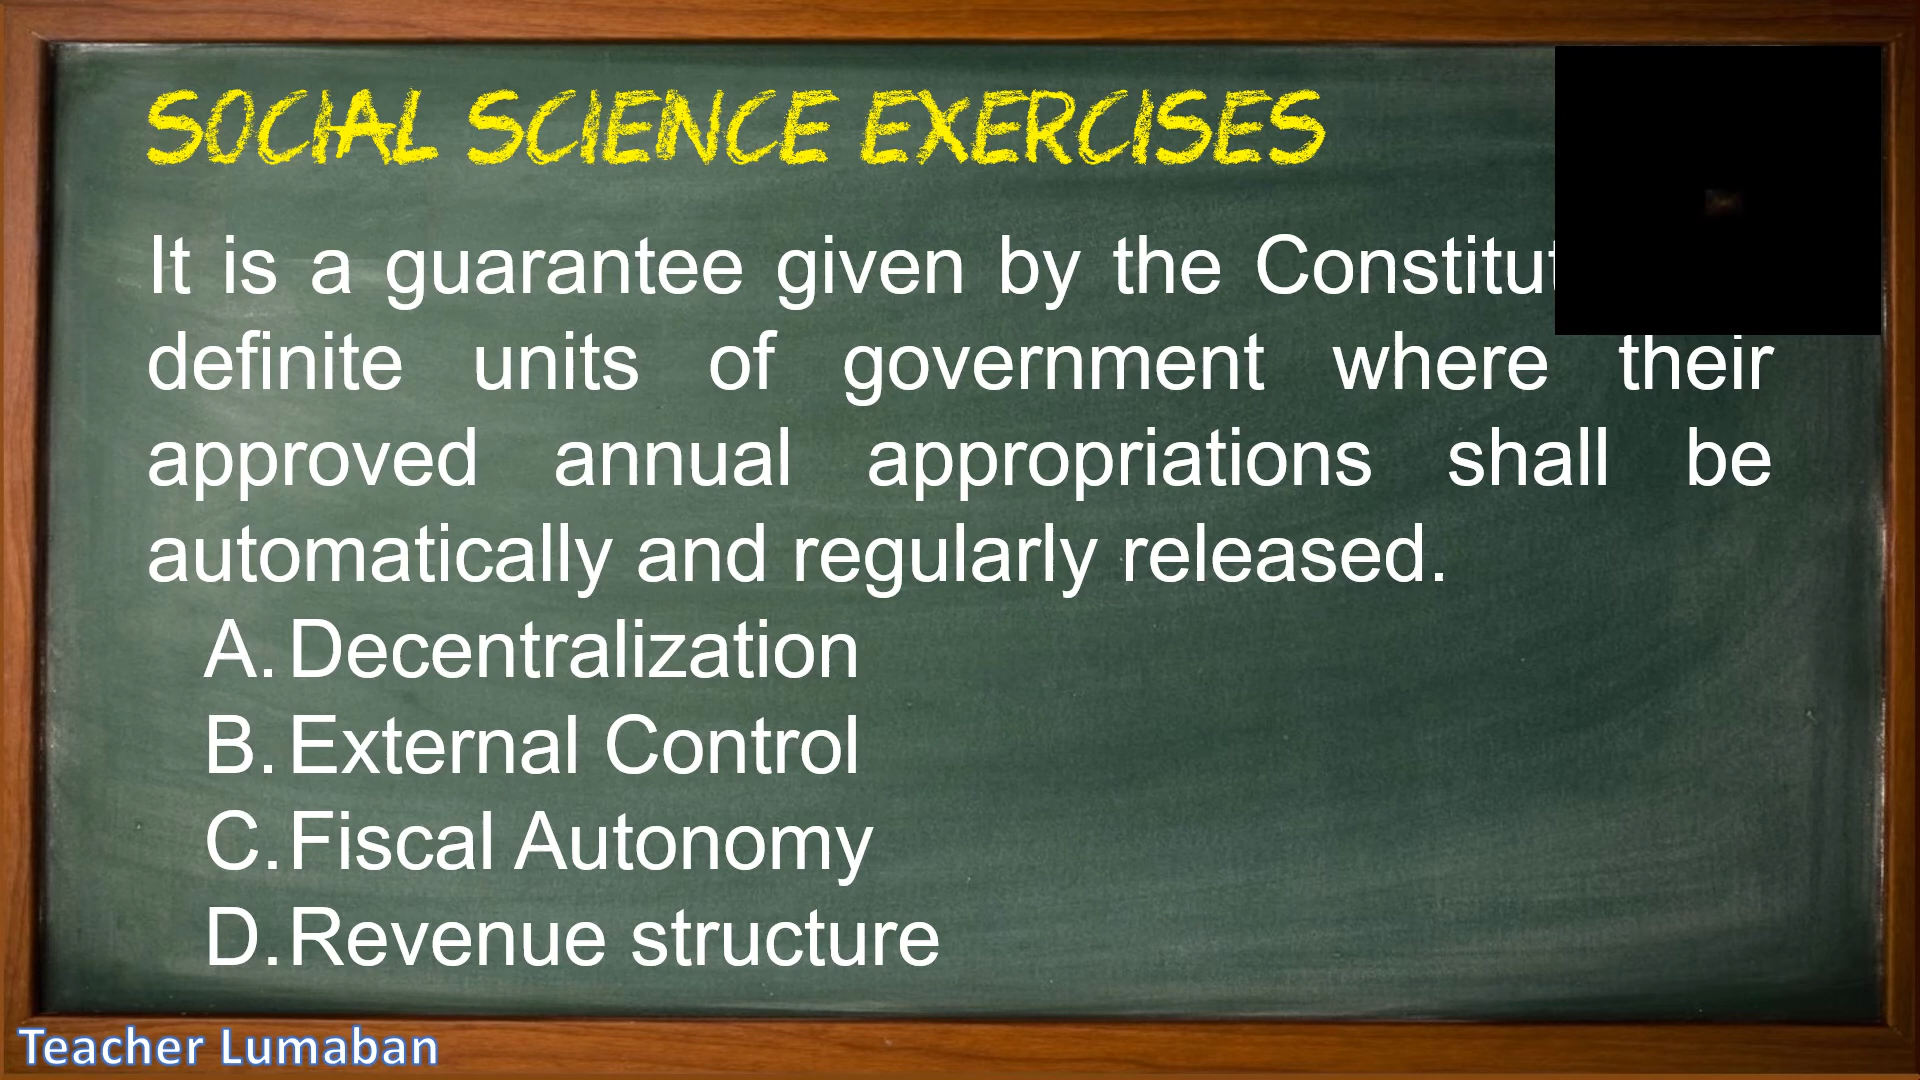 SOCIAL SCIENCE EXERCISES
It is a guarantee given by the
definite units of government where their
approved annual appropriations shall be
automatically and regularly released.
A. Decentralization
B. External Control
C. Fiscal Autonomy
D. Revenue structure
Teacher Lumaban